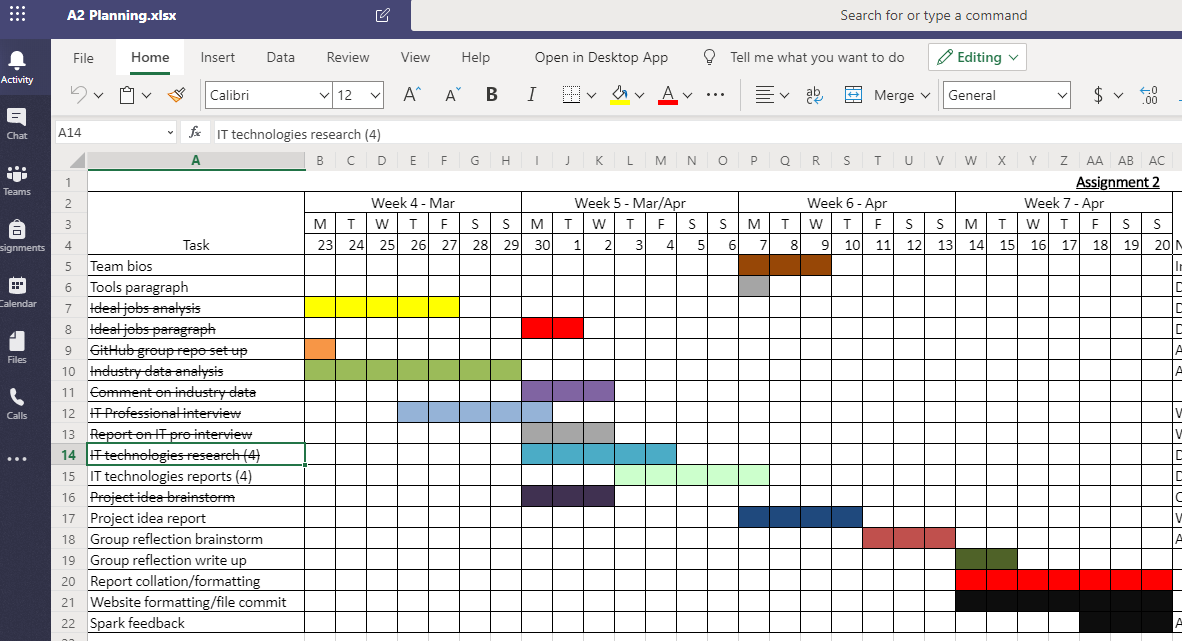 A2 Planning.xlsx Search for or type a command
File Home Insert Data Review View Help Open in Desktop App Tell me what you want to do Editing
Calibri 12 A A B I A ab Merge General $ .00
A14 fx IT technologies research (4)
A B C D E F G H I J K L M N O P Q R S T U V W X Y Z AA AB AC
1 Assignment 2
2 Week 4 - Mar Week 5 - Mar/Apr Week 6 - Apr Week 7 - Apr
3 M T W T F S S M T W T F S S M T W T F S S M T W T F S S
4 Task 23 24 25 26 27 28 29 30 1 2 3 4 5 6 7 8 9 10 11 12 13 14 15 16 17 18 19 20
5 Team bios
6 Tools paragraph
7 Ideal jobs analysis
8 Ideal jobs paragraph
9 GitHub group repo set up
10 Industry data analysis
11 Comment on industry data
12 IT Professional interview
13 Report on IT pro interview
14 IT technologies research (4)
15 IT technologies reports (4)
16 Project idea brainstorm
17 Project idea report
18 Group reflection brainstorm
19 Group reflection write up
20 Report collation/formatting
21 Website formatting/file commit
22 Spark feedback
Activity
Chat
Teams
ssignments
Calendar
Files
Calls